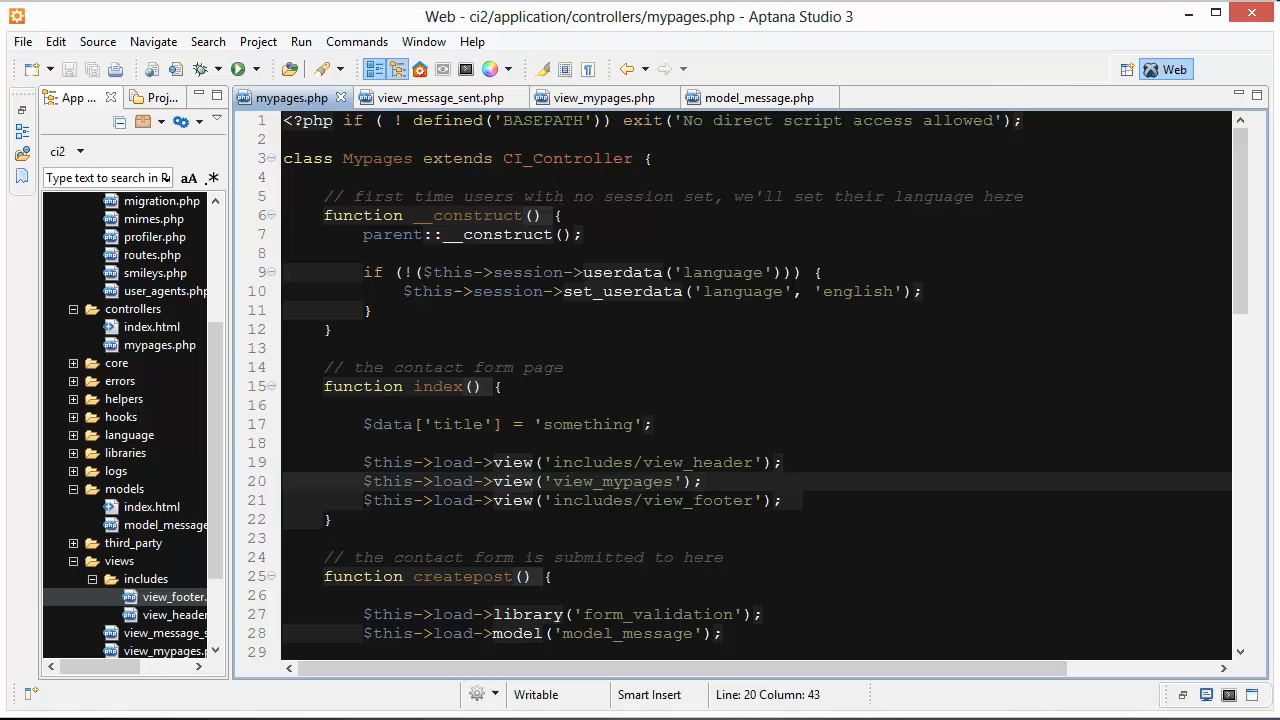 Web - ci2/application/controllers/mypages.php - Aptana Studio 3
File Edit Source Navigate Search Project Run Commands Window Help
Web
App ... Proj...
mypages.php view_message_sent.php view_mypages.php model_message.php
ci2
Type text to search in aA .*
migration.php
mimes.php
profiler.php
routes.php
smileys.php
user_agents.php
controllers
index.html
mypages.php
core
errors
helpers
hooks
language
libraries
logs
models
index.html
model_message
third_party
views
includes
view_footer.
view_header
view_message_s
view_mypages.p
1 <?php if ( ! defined('BASEPATH')) exit('No direct script access allowed');
2
3 class Mypages extends CI_Controller {
4
5 // first time users with no session set, we'll set their language here
6 function __construct() {
7 parent::__construct();
8
9 if (!($this->session->userdata('language'))) {
10 $this->session->set_userdata('language', 'english');
11 }
12 }
13
14 // the contact form page
15 function index() {
16
17 $data['title'] = 'something';
18
19 $this->load->view('includes/view_header');
20 $this->load->view('view_mypages');
21 $this->load->view('includes/view_footer');
22 }
23
24 // the contact form is submitted to here
25 function createpost() {
26
27 $this->load->library('form_validation');
28 $this->load->model('model_message');
29
Writable Smart Insert Line: 20 Column: 43